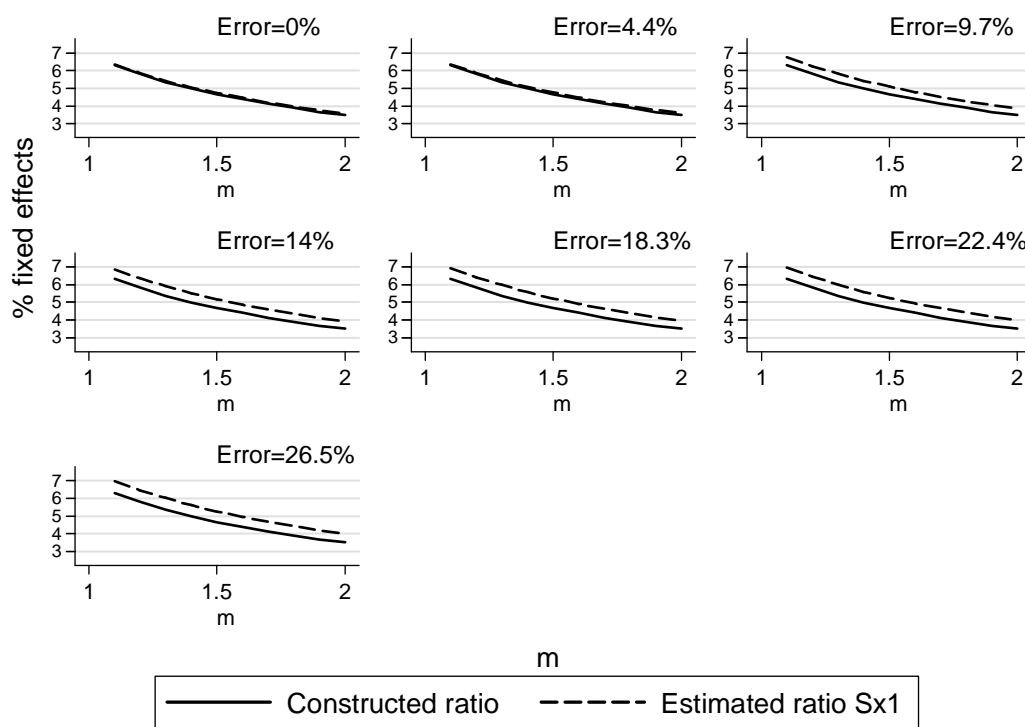 % fixed effects
Error=0%
7
6
5
4
3
1 1.5 2
m
Error=4.4%
7
6
5
4
3
1 1.5 2
m
Error=9.7%
7
6
5
4
3
1 1.5 2
m
Error=14%
7
6
5
4
3
1 1.5 2
m
Error=18.3%
7
6
5
4
3
1 1.5 2
m
Error=22.4%
7
6
5
4
3
1 1.5 2
m
Error=26.5%
7
6
5
4
3
1 1.5 2
m
m
Constructed ratio Estimated ratio Sx1